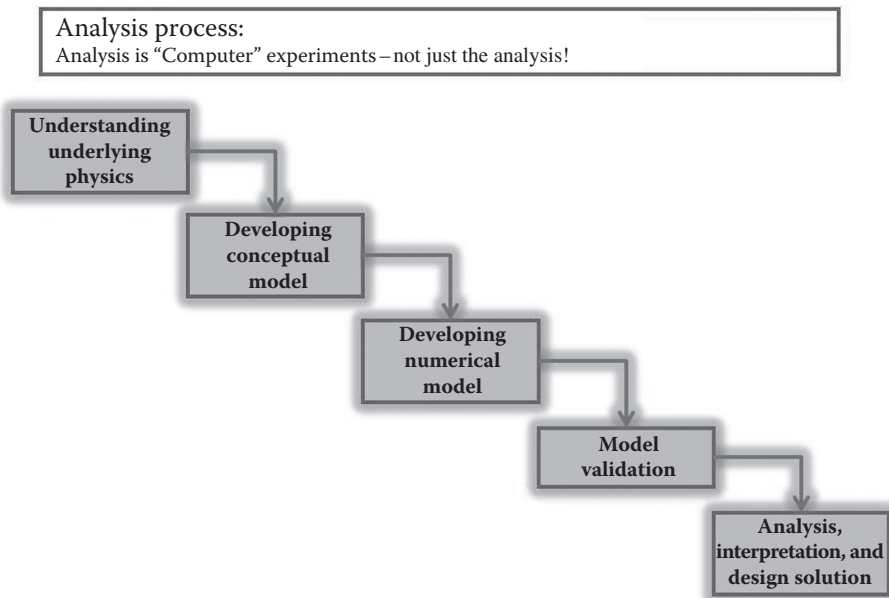 Analysis process:
Analysis is “Computer” experiments – not just the analysis!
Understanding
underlying
physics
Developing
conceptual
model
Developing
numerical
model
Model
validation
Analysis,
interpretation, and
design solution